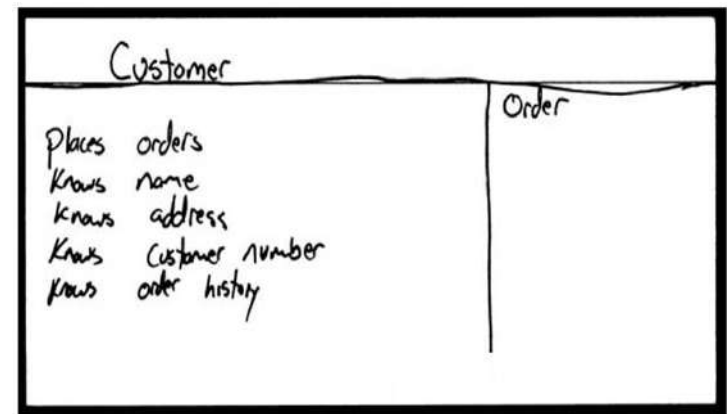 Customer
Order
Places orders
Knows name
Knows address
Knows customer number
Knows order history